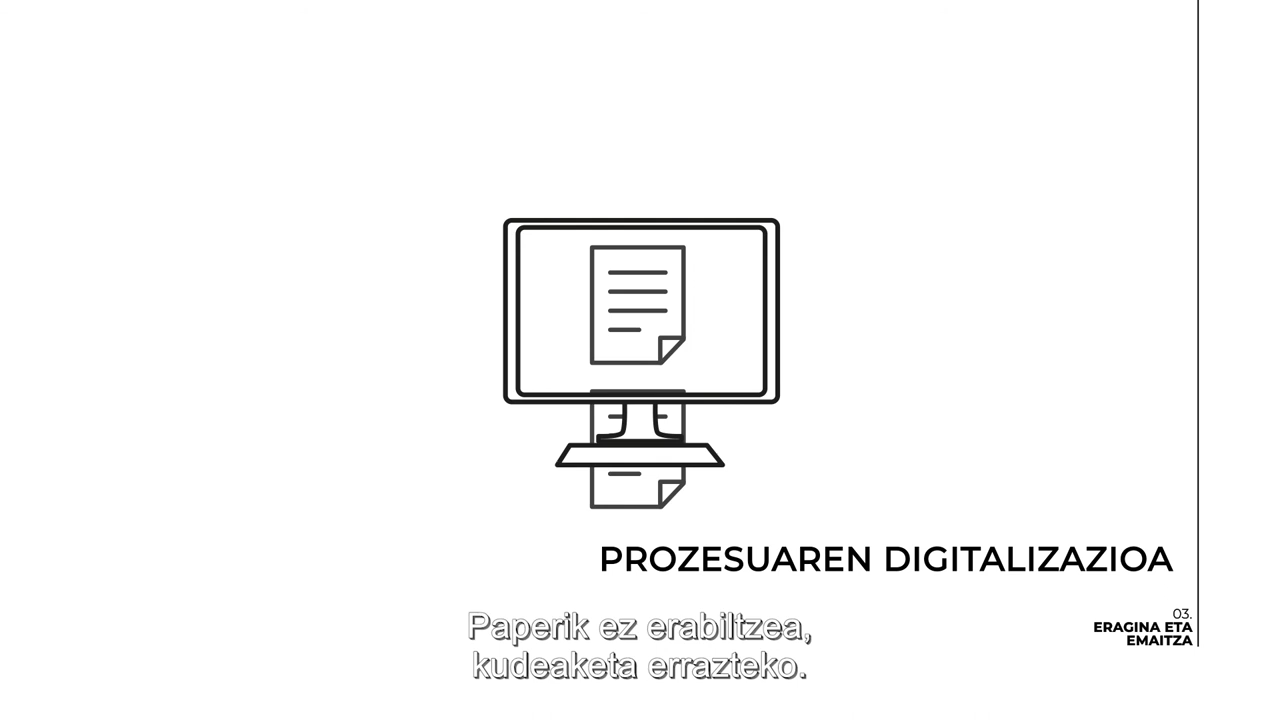 PROZESUAREN DIGITALIZAZIOA
03.
ERAGINA ETA
EMAITZA
Paperik ez erabiltzea,
kudeaketa errazteko.